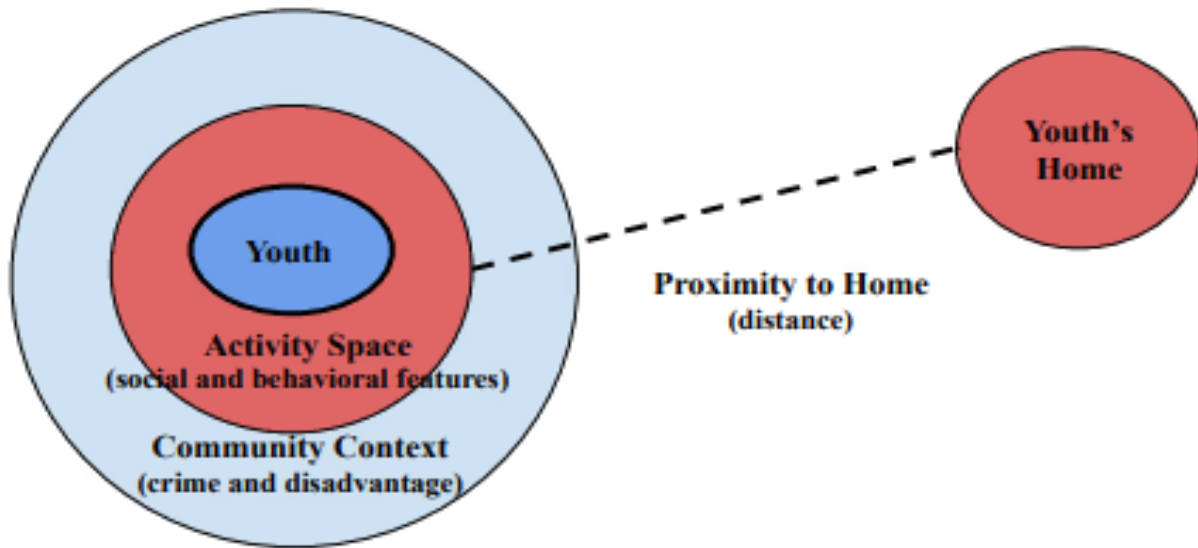 Youth's
Home
Youth
Proximity to Home
(distance)
Activity Space
(social and behavioral features)
Community Context
(crime and disadvantage)